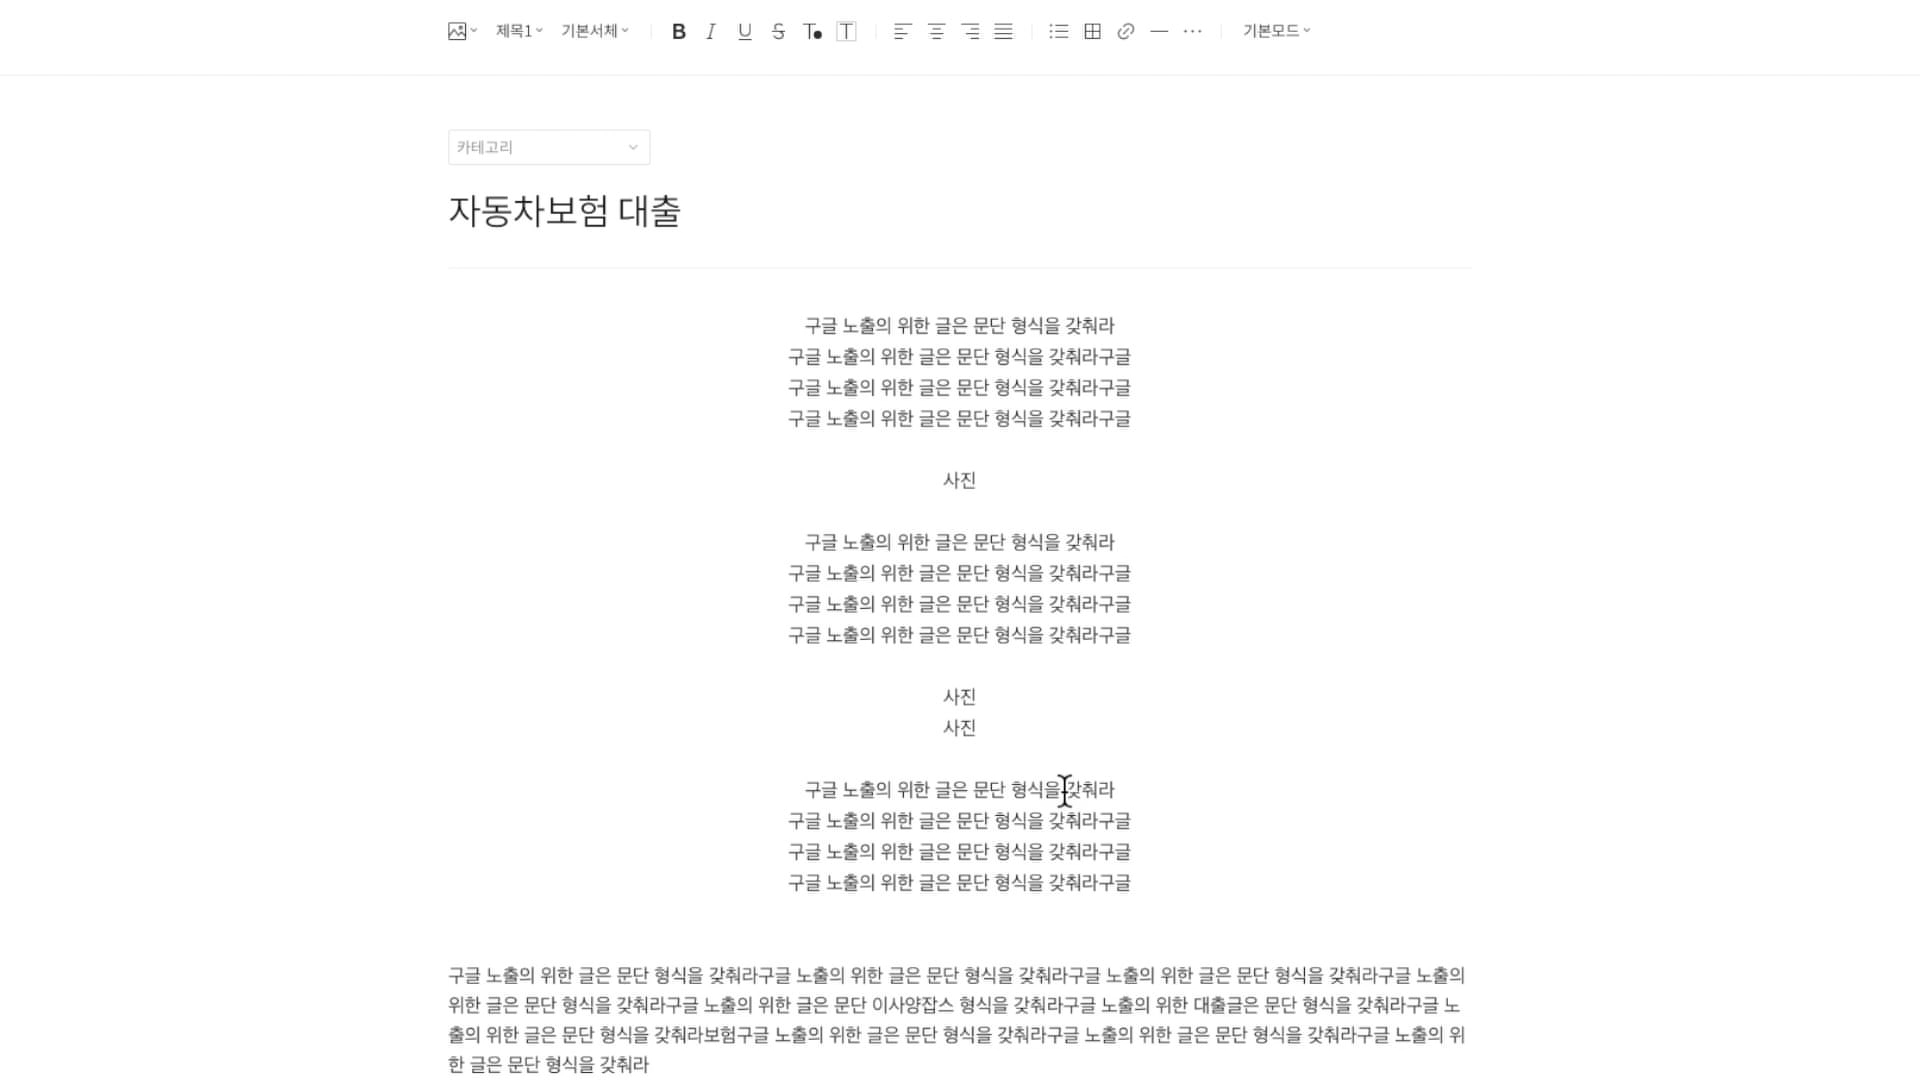 제목1 기본서체 B I U S T T 기본모드
카테고리
자동차보험 대출
구글 노출의 위한 글은 문단 형식을 갖춰라
구글 노출의 위한 글은 문단 형식을 갖춰라구글
구글 노출의 위한 글은 문단 형식을 갖춰라구글
구글 노출의 위한 글은 문단 형식을 갖춰라구글
사진
구글 노출의 위한 글은 문단 형식을 갖춰라
구글 노출의 위한 글은 문단 형식을 갖춰라구글
구글 노출의 위한 글은 문단 형식을 갖춰라구글
구글 노출의 위한 글은 문단 형식을 갖춰라구글
사진
사진
구글 노출의 위한 글은 문단 형식을 갖춰라
구글 노출의 위한 글은 문단 형식을 갖춰라구글
구글 노출의 위한 글은 문단 형식을 갖춰라구글
구글 노출의 위한 글은 문단 형식을 갖춰라구글
구글 노출의 위한 글은 문단 형식을 갖춰라구글 노출의 위한 글은 문단 형식을 갖춰라구글 노출의 위한 글은 문단 형식을 갖춰라구글 노출의
위한 글은 문단 형식을 갖춰라구글 노출의 위한 글은 문단 이사양잡스 형식을 갖춰라구글 노출의 위한 대출글은 문단 형식을 갖춰라구글 노
출의 위한 글은 문단 형식을 갖춰라보험구글 노출의 위한 글은 문단 형식을 갖춰라구글 노출의 위한 글은 문단 형식을 갖춰라구글 노출의 위
한 글은 문단 형식을 갖춰라